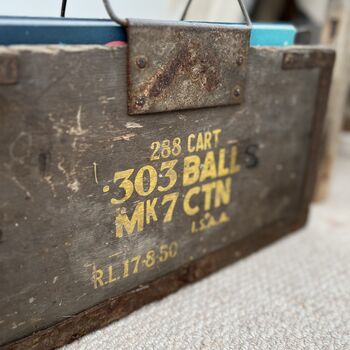 288 CART
.303 BALL S
MK7 CTN
I.S.A.A.
R.L.17-8-50